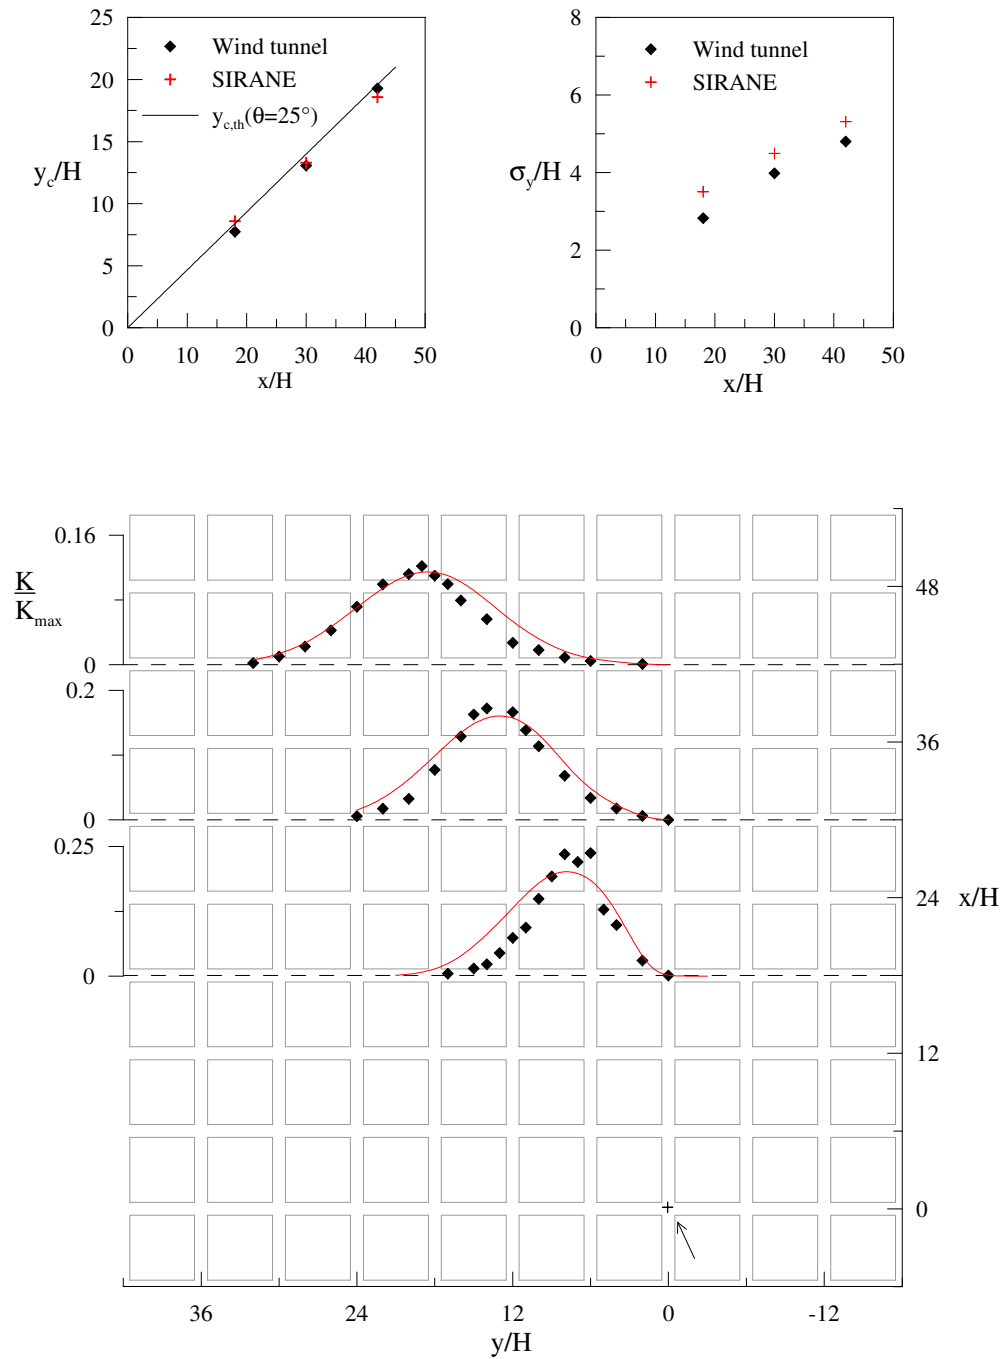 25
20
15
10
5
0
y_c/H
Wind tunnel
SIRANE
y_{c,th}(θ=25°)
0 10 20 30 40 50
x/H
8
6
4
2
0
σ_y/H
Wind tunnel
SIRANE
0 10 20 30 40 50
x/H
K
K_max
0.16
0
0.2
0
0.25
0
48
36
24
12
0
x/H
36 24 12 0 -12
y/H